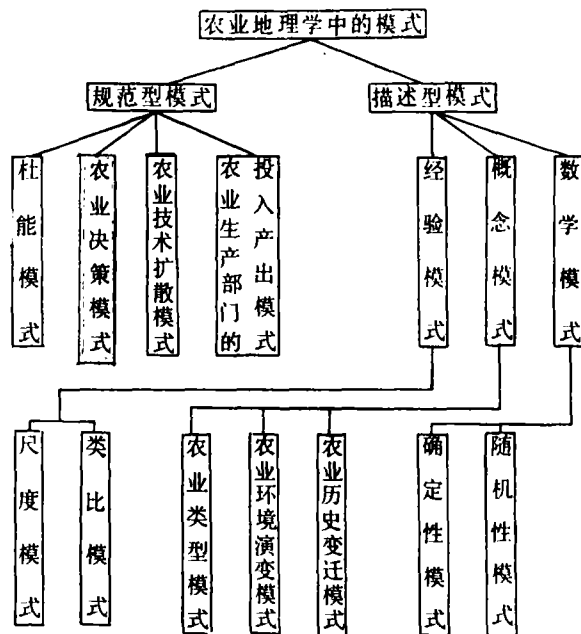 农业地理学中的模式
规范型模式
描述型模式
杜能模式
农业决策模式
农业技术扩散模式
农业生产部门的
投入产出模式
经验模式
概念模式
数学模式
尺度模式
类比模式
农业类型模式
农业环境演变模式
农业历史变迁模式
确定性模式
随机性模式